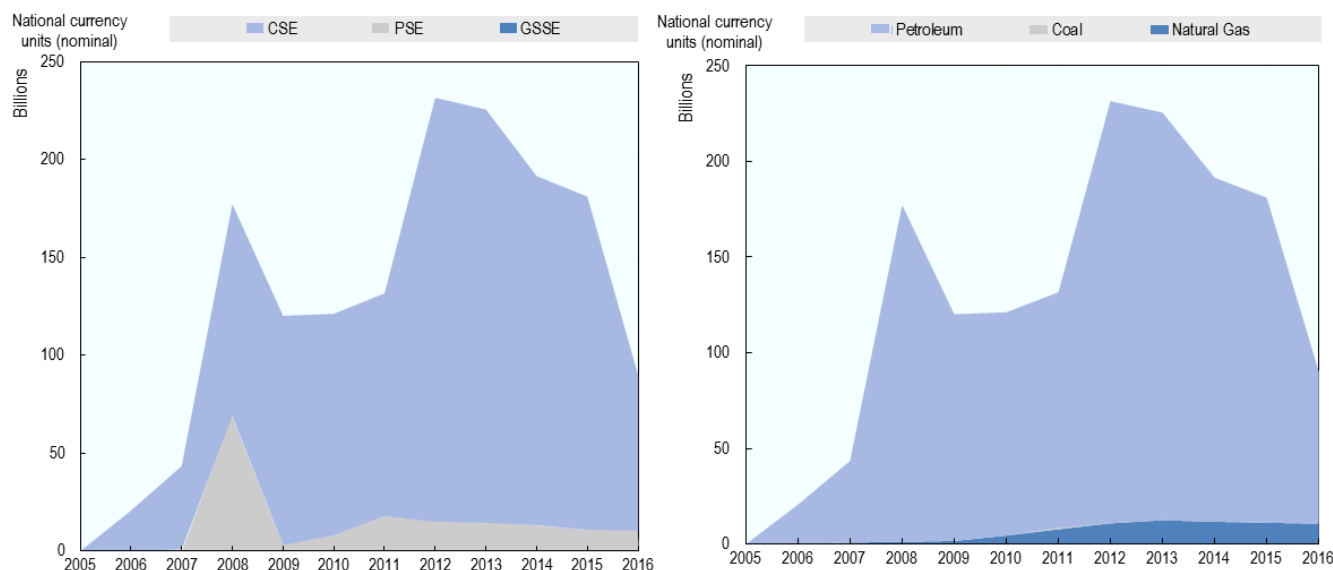 National currency
units (nominal)
CSE PSE GSSE
Billions
250
200
150
100
50
0
2005 2006 2007 2008 2009 2010 2011 2012 2013 2014 2015 2016
National currency
units (nominal)
Petroleum Coal Natural Gas
Billions
250
200
150
100
50
0
2005 2006 2007 2008 2009 2010 2011 2012 2013 2014 2015 2016